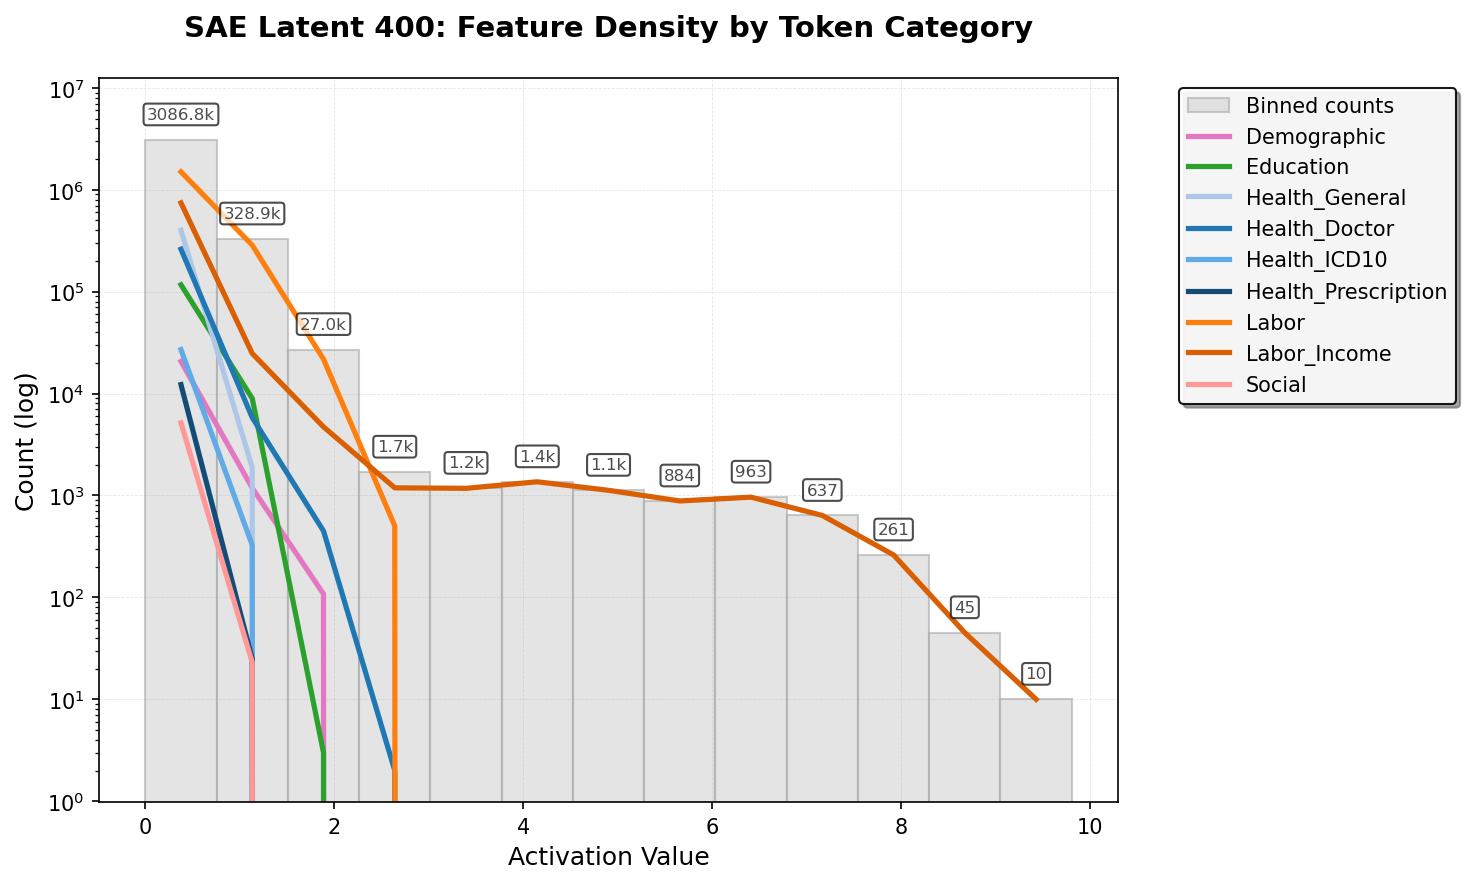 SAE Latent 400: Feature Density by Token Category
10⁷
10⁶
10⁵
10⁴
10³
10²
10¹
10⁰
Count (log)
3086.8k
328.9k
27.0k
1.7k
1.2k
1.4k
1.1k
884
963
637
261
45
10
0
2
4
6
8
10
Activation Value
Binned counts
Demographic
Education
Health_General
Health_Doctor
Health_ICD10
Health_Prescription
Labor
Labor_Income
Social